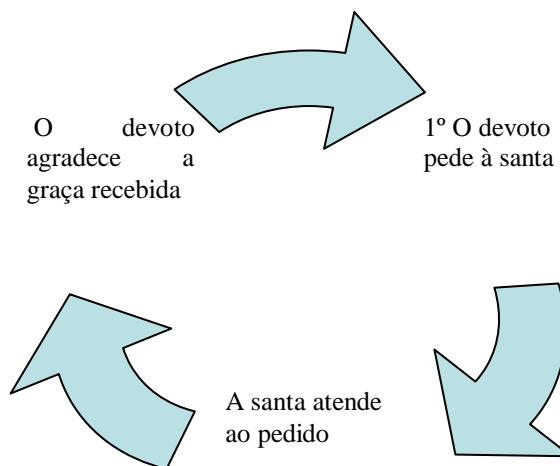 O devoto
agradece a
graça recebida
1º O devoto
pede à santa
A santa atende
ao pedido